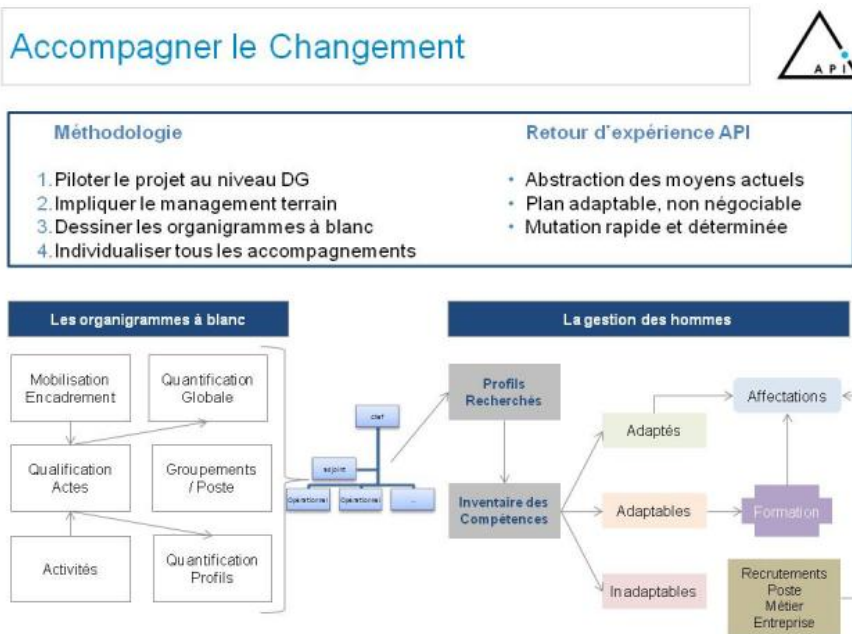 Accompagner le Changement
API
Méthodologie
1. Piloter le projet au niveau DG
2. Impliquer le management terrain
3. Dessiner les organigrammes à blanc
4. Individualiser tous les accompagnements
Retour d'expérience API
• Abstraction des moyens actuels
• Plan adaptable, non négociable
• Mutation rapide et déterminée
Les organigrammes à blanc
Mobilisation
Encadrement
Quantification
Globale
Qualification
Actes
Groupements
/ Poste
Activités
Quantification
Profils
chef
adjoint
Opérationnel
Opérationnel
...
La gestion des hommes
Profils
Recherchés
Inventaire des
Compétences
Adaptés
Adaptables
Inadaptables
Affectations
Formation
Recrutements
Poste
Métier
Entreprise